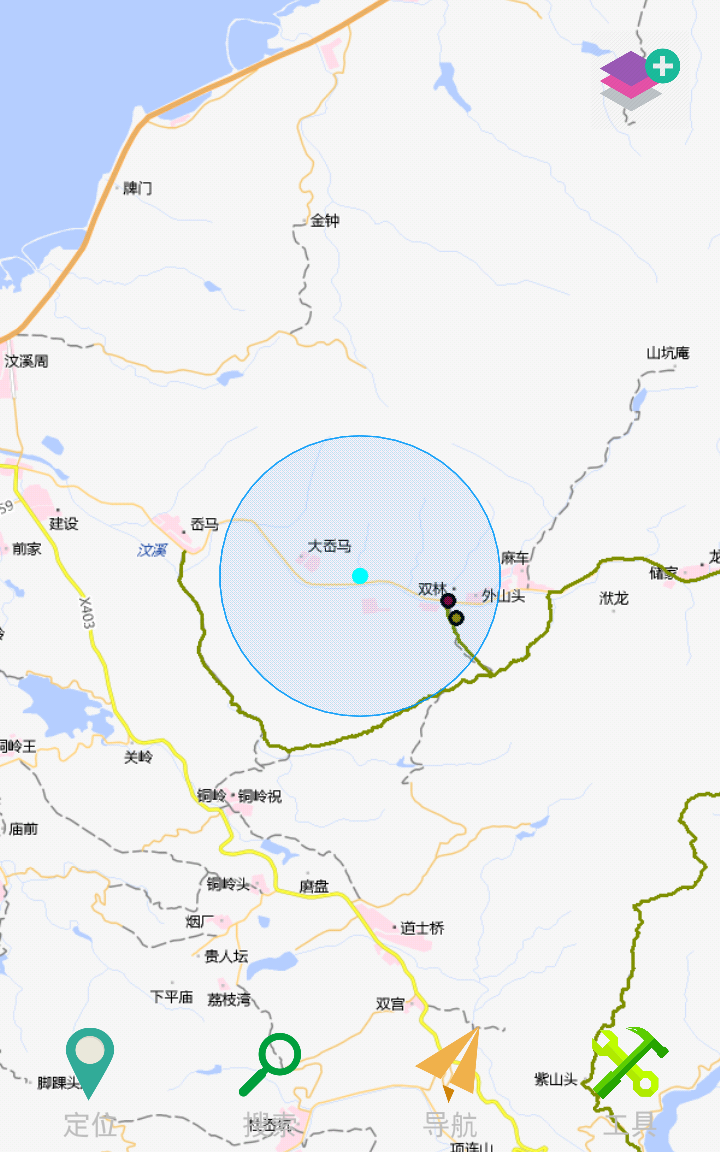 牌门
金钟
山坑庵
汶溪周
建设
59
前家
岙马
汶溪
大岙马
麻车
双林
外山头
储家
龙
洑龙
X403
岭
铜岭王
关岭
铜岭
铜岭祝
庙前
铜岭头
磨盘
烟厂
道士桥
贵人坛
下平庙
荔枝湾
双宫
脚踝头
紫山头
定位
搜索
导航
工具
项连山